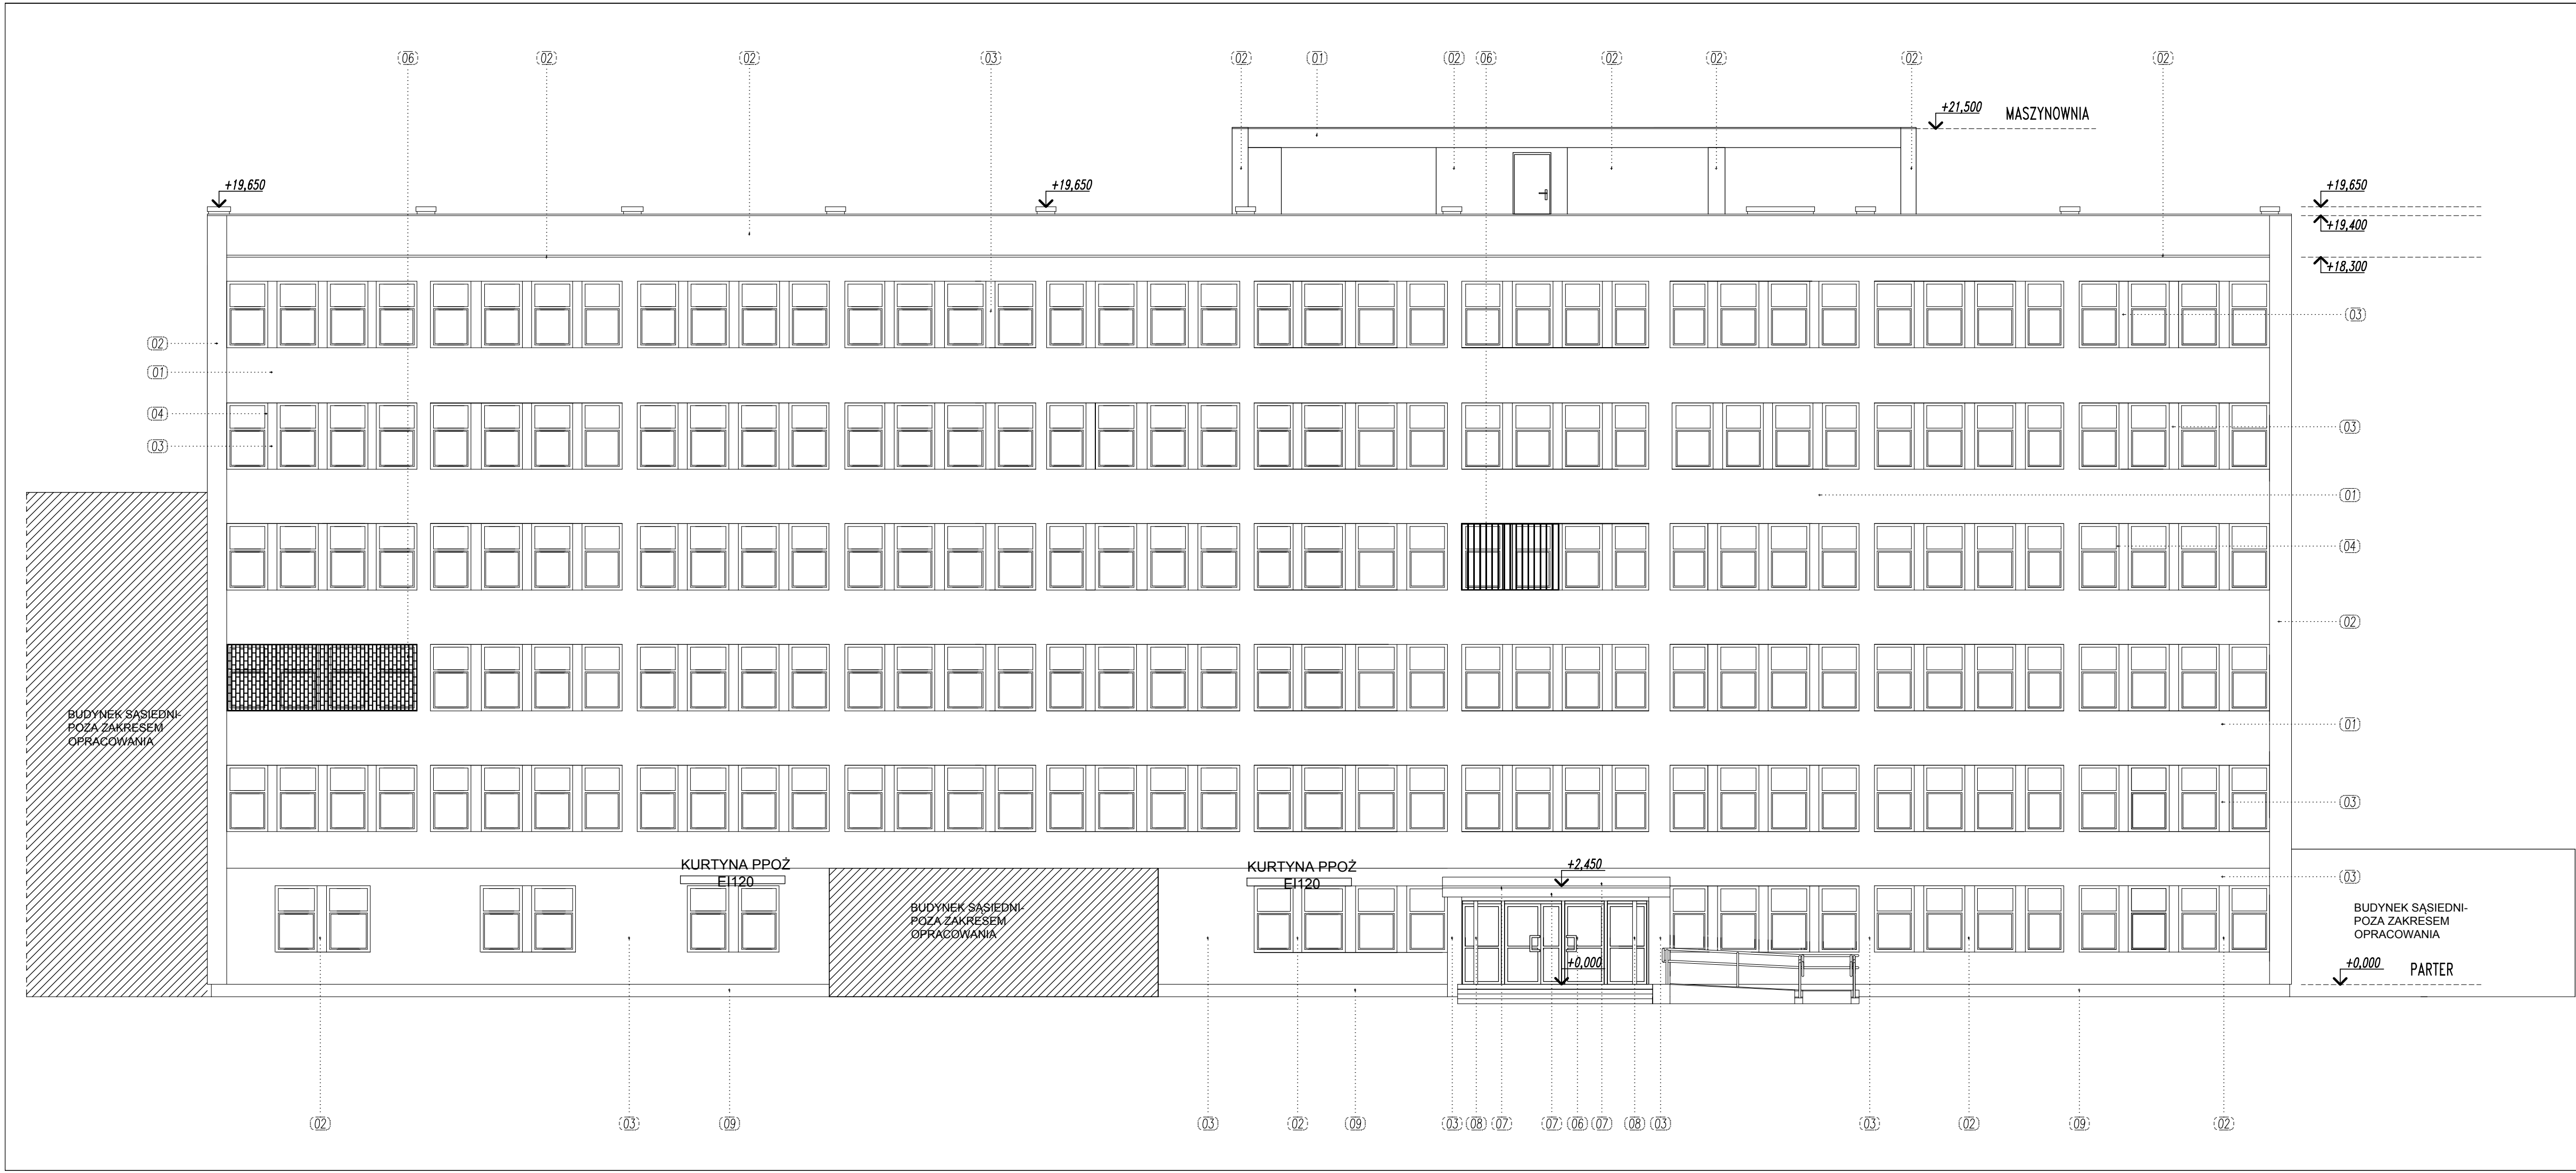 06 02 02 03 02 01 02 06 02 02 02 02
+21,500 MASZYNOWNIA
+19,650 +19,650 +19,650
+19,400
+18,300
03
02
01
04
03
03
01
04
02
BUDYNEK SĄSIEDNI-
POZA ZAKRESEM
OPRACOWANIA
01
03
KURTYNA PPOŻ
EI120
KURTYNA PPOŻ
EI120
+2,450
03
BUDYNEK SĄSIEDNI-
POZA ZAKRESEM
OPRACOWANIA
BUDYNEK SĄSIEDNI-
POZA ZAKRESEM
OPRACOWANIA
+0,000
+0,000 PARTER
02 03 09 03 02 09 03 08 07 07 06 07 08 03 03 02 09 02